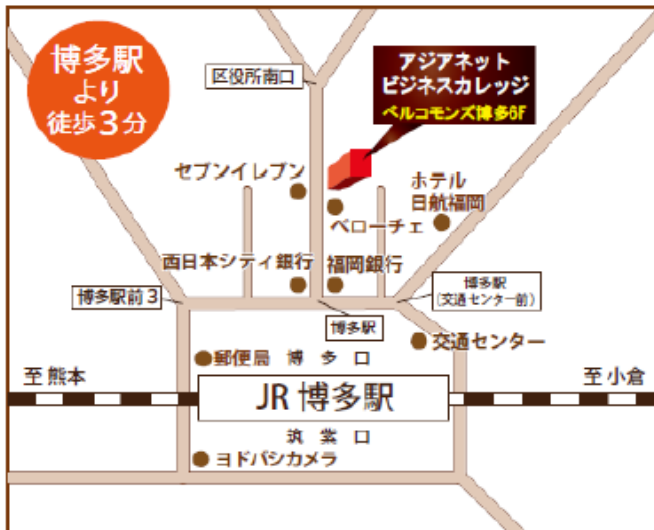 博多駅
より
徒歩3分
区役所南口
アジアネット
ビジネスカレッジ
ベルコモンズ博多6F
セブンイレブン
ホテル
日航福岡
ベローチェ
西日本シティ銀行
福岡銀行
博多駅前3
博多駅
博多駅
(交通センター前)
交通センター
郵便局
博多口
至熊本
至小倉
JR 博多駅
筑紫口
ヨドバシカメラ